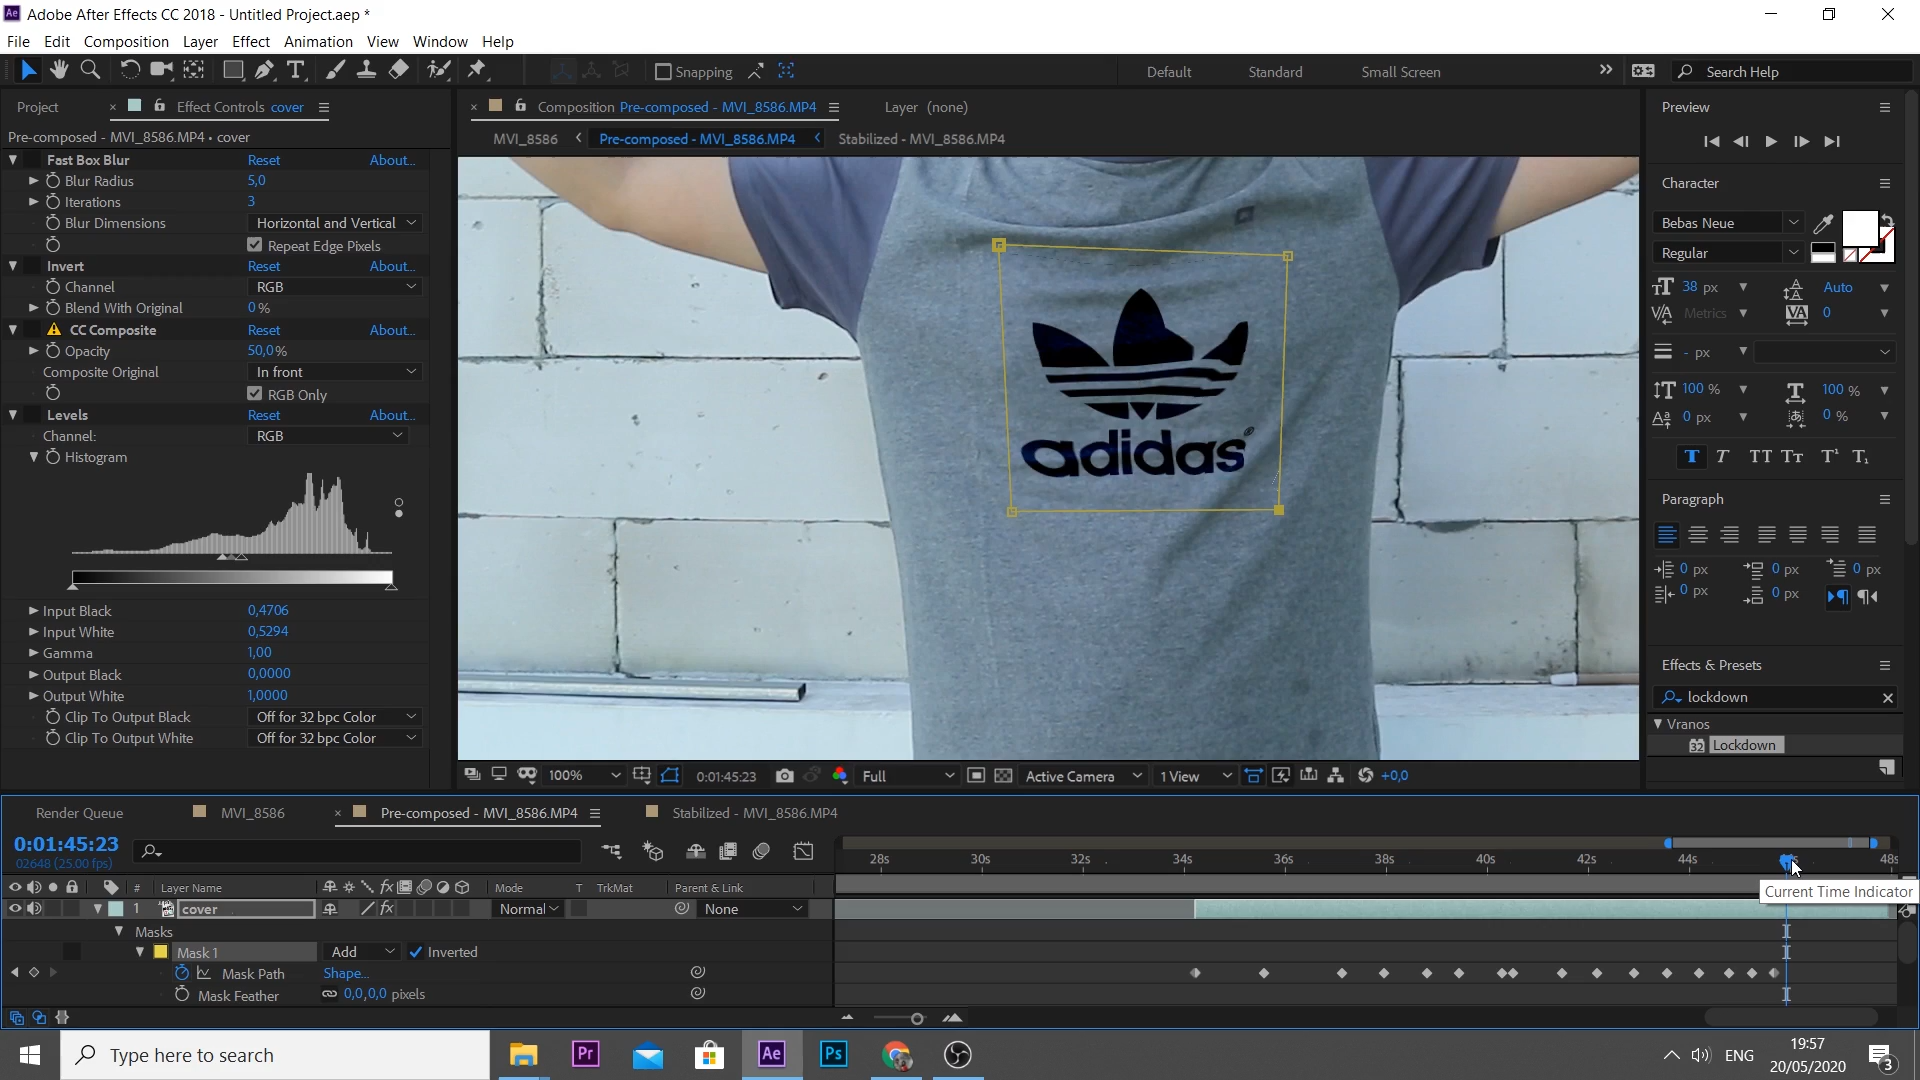 Adobe After Effects CC 2018 - Untitled Project.aep *
File Edit Composition Layer Effect Animation View Window Help
Snapping Default Standard Small Screen Search Help
Project Effect Controls cover
Pre-composed - MVI_8586.MP4 • cover
Fast Box Blur Reset About...
Blur Radius 5,0
Iterations 3
Blur Dimensions Horizontal and Vertical
Repeat Edge Pixels
Invert Reset About...
Channel RGB
Blend With Original 0 %
CC Composite Reset About...
Opacity 50,0 %
Composite Original In front
RGB Only
Levels Reset About...
Channel: RGB
Histogram
Input Black 0,4706
Input White 0,5294
Gamma 1,00
Output Black 0,0000
Output White 1,0000
Clip To Output Black Off for 32 bpc Color
Clip To Output White Off for 32 bpc Color
Composition Pre-composed - MVI_8586.MP4 Layer (none)
MVI_8586 Pre-composed - MVI_8586.MP4 Stabilized - MVI_8586.MP4
adidas®
100% 0:01:45:23 Full Active Camera 1 View +0,0
Preview
Character
Bebas Neue
Regular
38 px Auto
Metrics 0
- px
100 % 100 %
0 px 0 %
T T TT Tт T¹ T₁
Paragraph
0 px 0 px 0 px
0 px 0 px
Effects & Presets
lockdown
Vranos
32 Lockdown
Render Queue MVI_8586 Pre-composed - MVI_8586.MP4 Stabilized - MVI_8586.MP4
0:01:45:23
02648 (25.00 fps)
28s 30s 32s 34s 36s 38s 40s 42s 44s 48s
# Layer Name Mode T TrkMat Parent & Link
Current Time Indicator
1 cover fx Normal None
Masks
Mask 1 Add Inverted
Mask Path Shape...
Mask Feather 0,0,0,0 pixels
Type here to search Pr Ae Ps ENG 19:57
20/05/2020 3